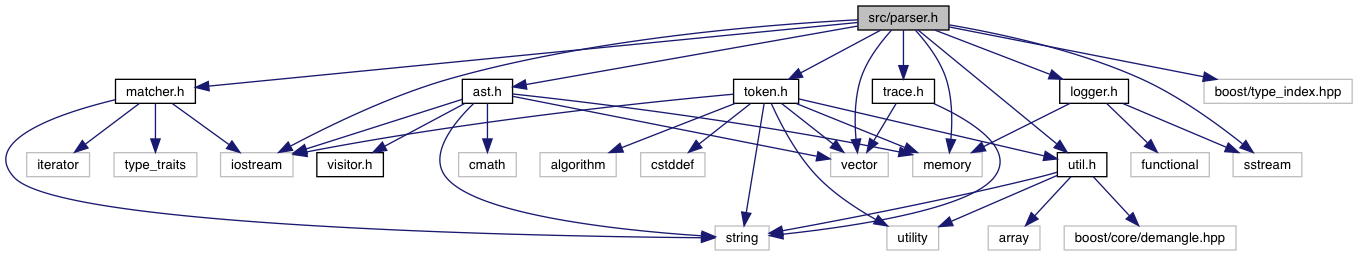 src/parser.h
matcher.h
ast.h
token.h
trace.h
logger.h
boost/type_index.hpp
iterator
type_traits
iostream
visitor.h
cmath
algorithm
cstddef
vector
memory
util.h
functional
sstream
string
utility
array
boost/core/demangle.hpp